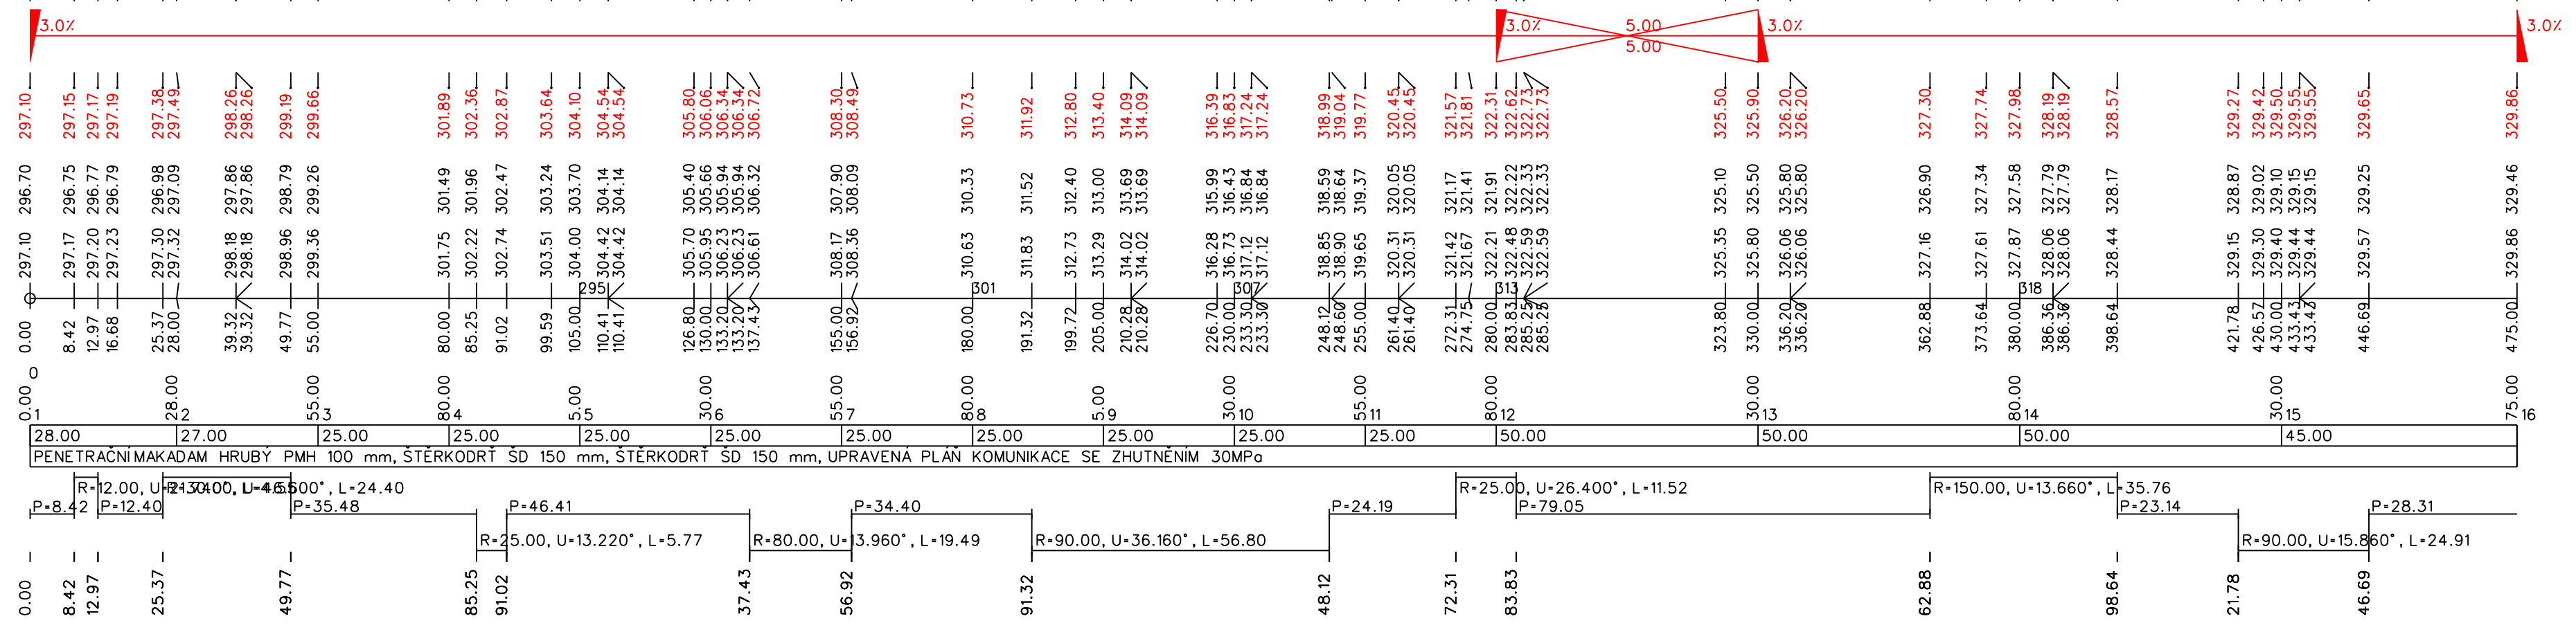 3.0% 3.0% 5.00 3.0% 3.0%
5.00
297.10 297.15 297.17 297.19 297.38 297.49 298.26 298.26 299.19 299.66 301.89 302.36 302.87 303.64 304.10 304.54 304.54 305.80 306.06 306.34 306.34 306.72 308.30 308.49 310.73 311.92 312.80 313.40 314.09 314.09 316.39 316.83 317.24 317.24 318.99 319.04 319.77 320.45 320.45 321.57 321.81 322.31 322.62 322.73 322.73 325.50 325.90 326.20 326.20 327.30 327.74 327.98 328.19 328.19 328.57 329.27 329.42 329.50 329.55 329.55 329.65 329.86
296.70 296.75 296.77 296.79 296.98 297.09 297.86 297.86 298.79 299.26 301.49 301.96 302.47 303.24 303.70 304.14 304.14 305.40 305.66 305.94 305.94 306.32 307.90 308.09 310.33 311.52 312.40 313.00 313.69 313.69 315.99 316.43 316.84 316.84 318.59 318.64 319.37 320.05 320.05 321.17 321.41 321.91 322.22 322.33 322.33 325.10 325.50 325.80 325.80 326.90 327.34 327.58 327.79 327.79 328.17 328.87 329.02 329.10 329.15 329.15 329.25 329.46
297.10 297.17 297.20 297.23 297.30 297.32 298.18 298.18 298.96 299.36 301.75 302.22 302.74 303.51 304.00 304.42 304.42 305.70 305.95 306.23 306.23 306.61 308.17 308.36 310.63 311.83 312.73 313.29 314.02 314.02 316.28 316.73 317.12 317.12 318.85 318.90 319.65 320.31 320.31 321.42 321.67 322.21 322.48 322.59 322.59 325.35 325.80 326.06 326.06 327.16 327.61 327.87 328.06 328.06 328.44 329.15 329.30 329.40 329.44 329.44 329.57 329.86
295 301 307 313 318
0.00 8.42 12.97 16.68 25.37 28.00 39.32 39.32 49.77 55.00 80.00 85.25 91.02 99.59 105.00 110.41 110.41 126.80 130.00 133.20 133.20 137.43 155.00 156.92 180.00 191.32 199.72 205.00 210.28 210.28 226.70 230.00 233.30 233.30 248.12 248.60 255.00 261.40 261.40 272.31 274.75 280.00 283.83 285.26 285.26 323.80 330.00 336.20 336.20 362.88 373.64 380.00 386.36 386.36 398.64 421.78 426.57 430.00 433.43 433.43 446.69 475.00
0
0.00 28.00 55.00 80.00 5.00 30.00 55.00 80.00 5.00 30.00 55.00 80.00 30.00 80.00 30.00 75.00
1 2 3 4 5 6 7 8 9 10 11 12 13 14 15 16
28.00 27.00 25.00 25.00 25.00 25.00 25.00 25.00 25.00 25.00 25.00 50.00 50.00 50.00 45.00
PENETRAČNÍ MAKADAM HRUBÝ PMH 100 mm, ŠTĚRKODRŤ ŠD 150 mm, ŠTĚRKODRŤ ŠD 150 mm, UPRAVENÁ PLÁŇ KOMUNIKACE SE ZHUTNĚNÍM 30MPa
R=12.00, L=24.40 R=25.00, U=26.400°, L=11.52 R=150.00, U=13.660°, L=35.76
P=8.42 P=12.40 P=35.48 P=46.41 P=34.40 P=24.19 P=79.05 P=23.14 P=28.31
R=25.00, U=13.220°, L=5.77 R=80.00, U=13.960°, L=19.49 R=90.00, U=36.160°, L=56.80 R=90.00, U=15.860°, L=24.91
0.00 8.42 12.97 25.37 49.77 85.25 91.02 37.43 56.92 91.32 48.12 72.31 83.83 62.88 98.64 21.78 46.69